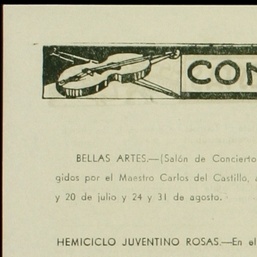 CON
BELLAS ARTES.—(Salón de Concierto
gidos por el Maestro Carlos del Castillo,
y 20 de julio y 24 y 31 de agosto.
HEMICICLO JUVENTINO ROSAS.—En el